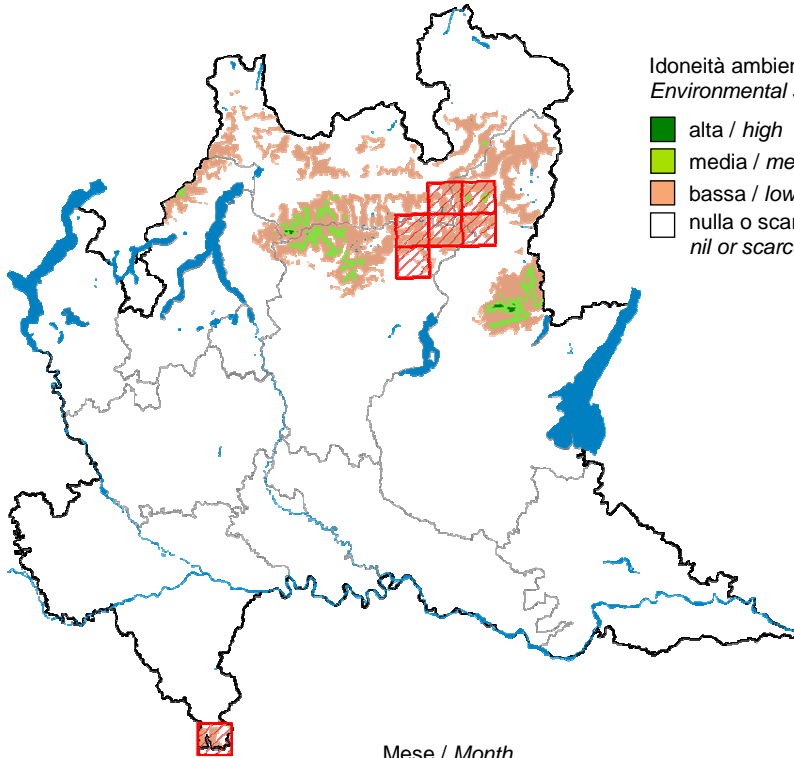 Idoneità ambien
Environmental s
alta / high
media / me
bassa / low
nulla o scar
nil or scarc
Mese / Month